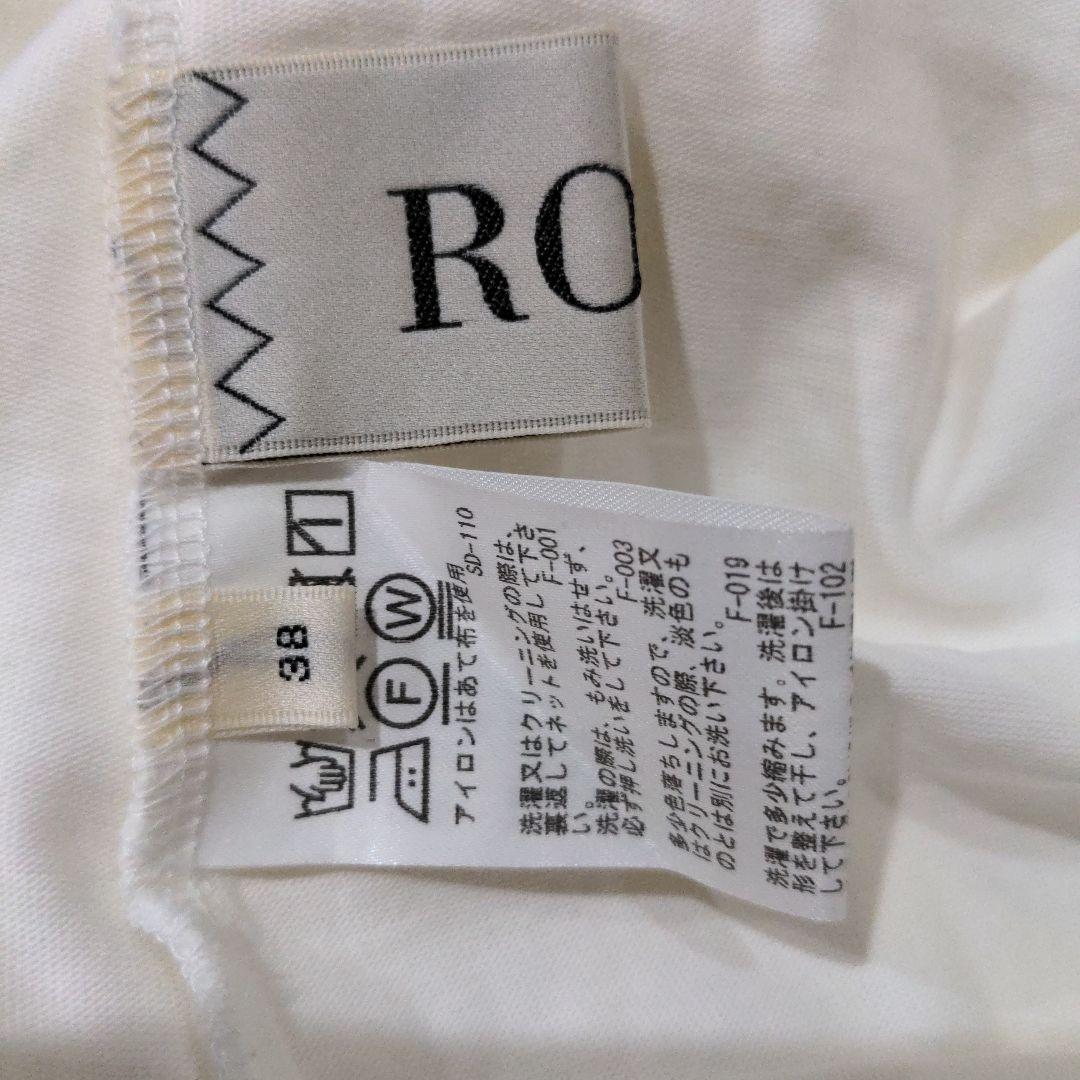 RO
38
W
F
アイロンはあて布を使用
SD-110
洗濯又はクリーニングの際は、
裏返してネットを使用して下さ
い。 F-001
洗濯の際は、もみ洗いはせず、
必ず押し洗いをして下さい。
F-003
多少色落ちしますので、洗濯又
はクリーニングの際、淡色のも
のとは別にお洗い下さい。
F-019
洗濯で多少縮みます。洗濯後は
形を整えて干し、アイロン掛け
して下さい。 F-102